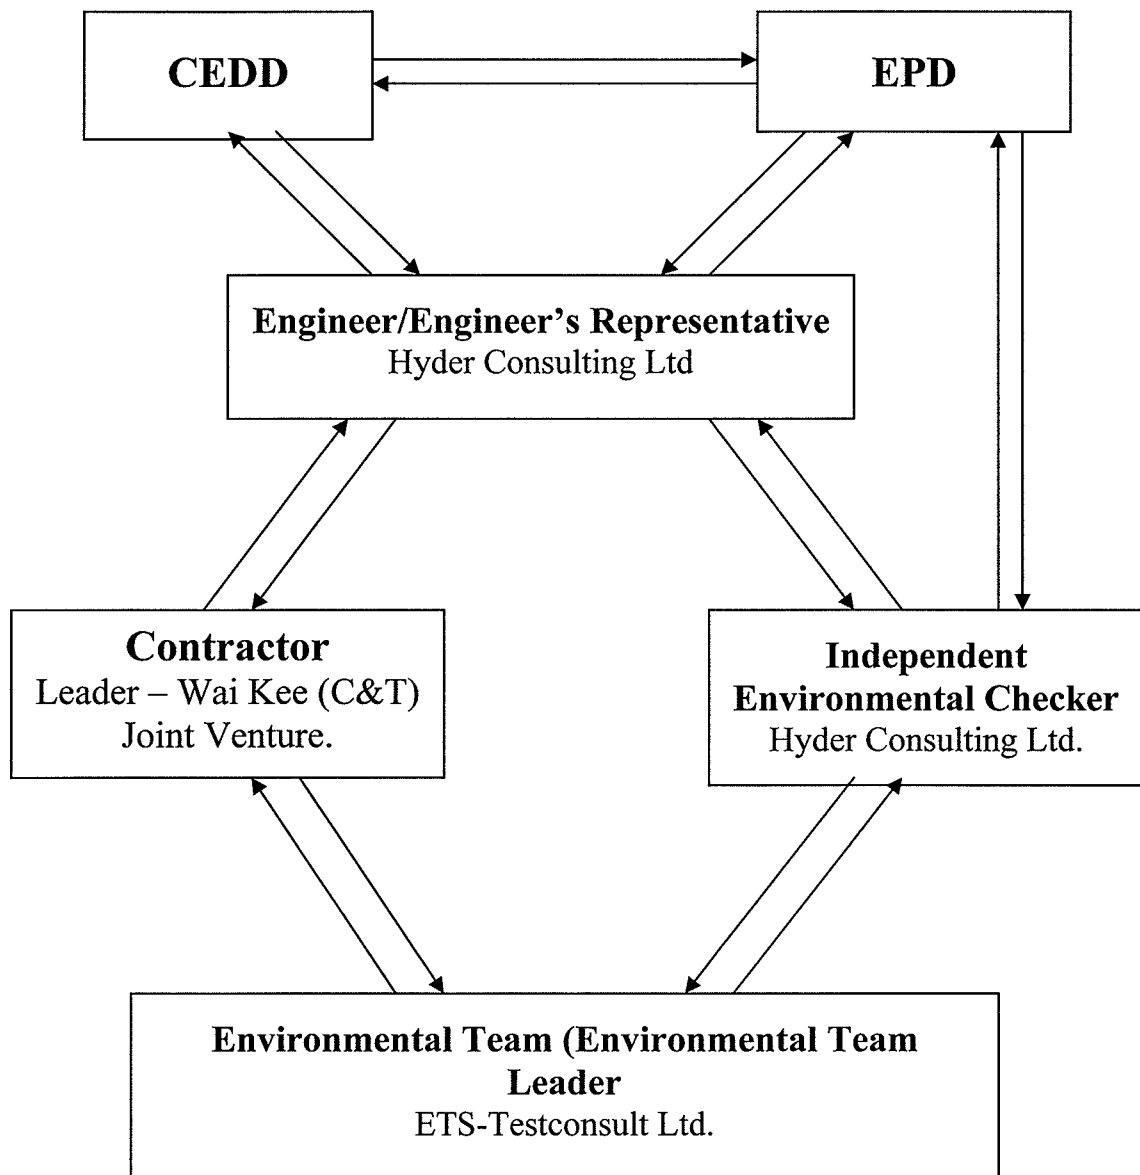 CEDD
EPD
Engineer/Engineer's Representative
Hyder Consulting Ltd
Contractor
Leader – Wai Kee (C&T)
Joint Venture.
Independent
Environmental Checker
Hyder Consulting Ltd.
Environmental Team (Environmental Team
Leader
ETS-Testconsult Ltd.